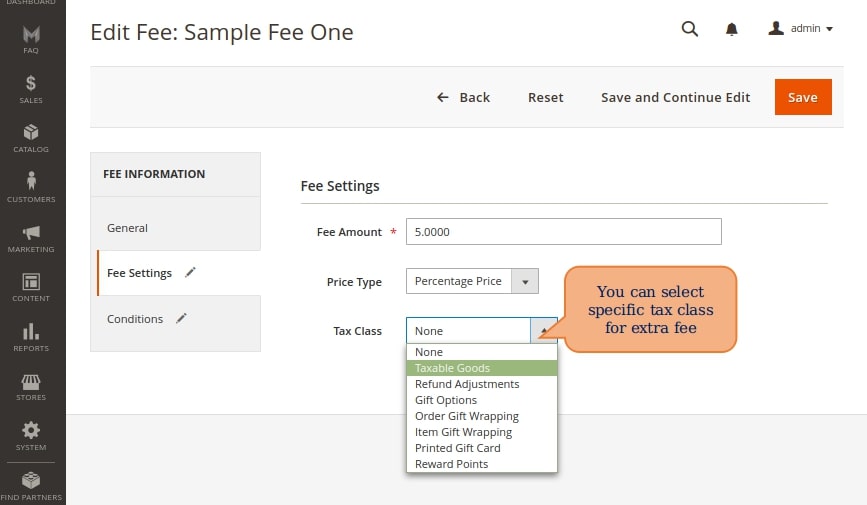 DASHBOARD
FAQ
SALES
CATALOG
CUSTOMERS
MARKETING
CONTENT
REPORTS
STORES
SYSTEM
FIND PARTNERS
Edit Fee: Sample Fee One
admin
Back Reset Save and Continue Edit Save
FEE INFORMATION
General
Fee Settings
Conditions
Fee Settings
Fee Amount * 5.0000
Price Type Percentage Price
Tax Class None
None
Taxable Goods
Refund Adjustments
Gift Options
Order Gift Wrapping
Item Gift Wrapping
Printed Gift Card
Reward Points
You can select
specific tax class
for extra fee